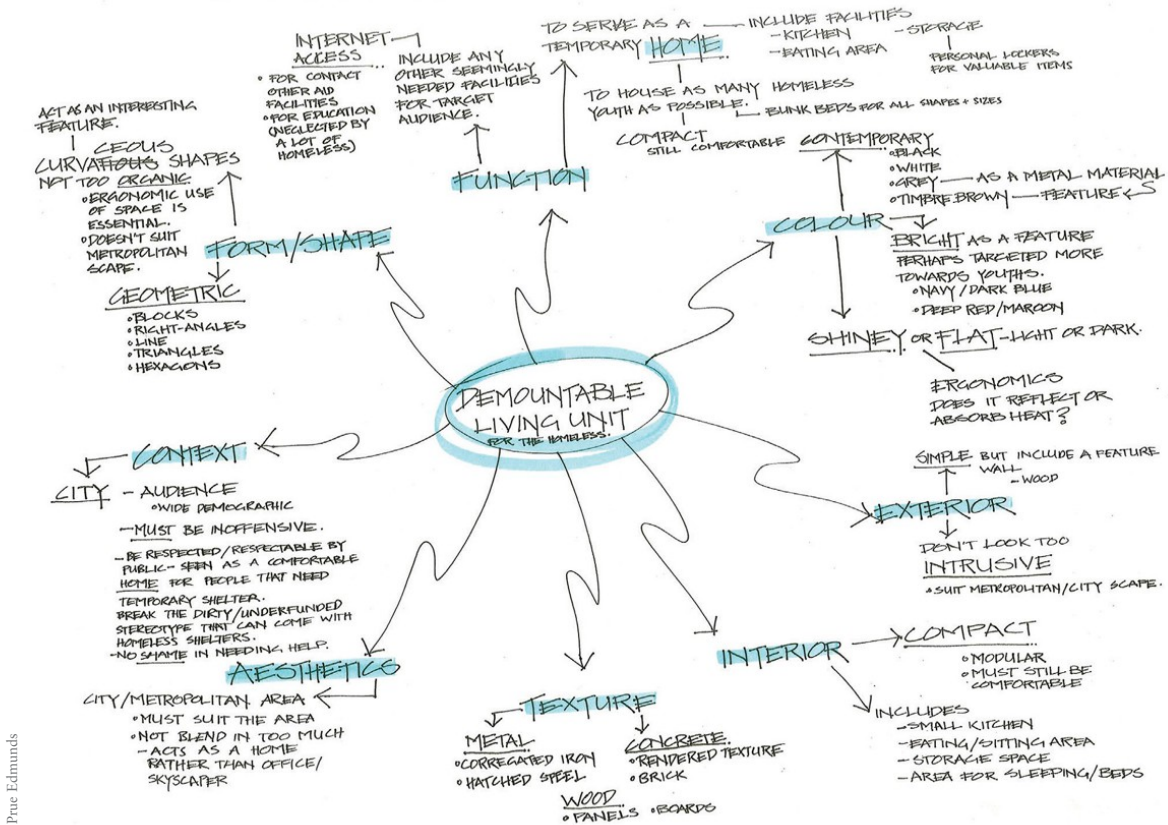 DEMOUNTABLE
LIVING UNIT
FOR THE HOMELESS.
FUNCTION
INTERNET
ACCESS
• FOR CONTACT
OTHER AID
FACILITIES
• FOR EDUCATION
(NEGLECTED BY
A LOT OF
HOMELESS)
INCLUDE ANY
OTHER SEEMINGLY
NEEDED FACILITIES
FOR TARGET
AUDIENCE.
TO SERVE AS A
TEMPORARY HOME
INCLUDE FACILITIES
-KITCHEN
-EATING AREA
-STORAGE
PERSONAL LOCKERS
FOR VALUABLE ITEMS
TO HOUSE AS MANY HOMELESS
YOUTH AS POSSIBLE.
BUNK BEDS FOR ALL SHAPES + SIZES
COMPACT
STILL COMFORTABLE
COLOUR
CONTEMPORARY
• BLACK
• WHITE
• GREY — AS A METAL MATERIAL
• TIMBRE BROWN — FEATURE
BRIGHT AS A FEATURE
PERHAPS TARGETED MORE
TOWARDS YOUTHS.
• NAVY/DARK BLUE
• DEEP RED/MAROON
SHINEY OR FLAT-LIGHT OR DARK.
ERGONOMICS
DOES IT REFLECT OR
ABSORB HEAT?
EXTERIOR
SIMPLE BUT INCLUDE A FEATURE
WALL
-WOOD
DON'T LOOK TOO
INTRUSIVE
• SUIT METROPOLITAN/CITY SCAPE.
INTERIOR
COMPACT
• MODULAR
• MUST STILL BE
COMFORTABLE
INCLUDES
-SMALL KITCHEN
-EATING/SITTING AREA
-STORAGE SPACE
-AREA FOR SLEEPING/BEDS
TEXTURE
METAL
• CORREGATED IRON
• HATCHED STEEL
CONCRETE
• RENDERED TEXTURE
• BRICK
WOOD
• PANELS • BOARDS
AESTHETICS
CITY/METROPOLITAN AREA
• MUST SUIT THE AREA
• NOT BLEND IN TOO MUCH
-ACTS AS A HOME
RATHER THAN OFFICE/
SKYSCAPER
CONTEXT
CITY
-AUDIENCE
• WIDE DEMOGRAPHIC
-MUST BE INOFFENSIVE.
-BE RESPECTED/RESPECTABLE BY
PUBLIC-SEEN AS A COMFORTABLE
HOME FOR PEOPLE THAT NEED
TEMPORARY SHELTER.
BREAK THE DIRTY/UNDERFUNDED
STEREOTYPE THAT CAN COME WITH
HOMELESS SHELTERS.
-NO SHAME IN NEEDING HELP.
FORM/SHAPE
ACT AS AN INTERESTING
FEATURE.
CEOUS
CURVATIOUS SHAPES
NOT TOO ORGANIC.
• ERGONOMIC USE
OF SPACE IS
ESSENTIAL.
• DOESN'T SUIT
METROPOLITAN
SCAPE.
GEOMETRIC
• BLOCKS
• RIGHT-ANGLES
• LINE
• TRIANGLES
• HEXAGONS
Prue Edmunds